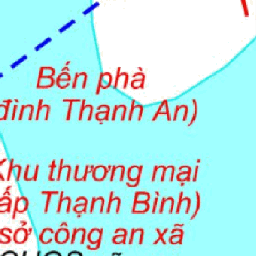 Bến phà
đình Thạnh An)
Khu thương mại
ấp Thạnh Bình)
sở công an xã